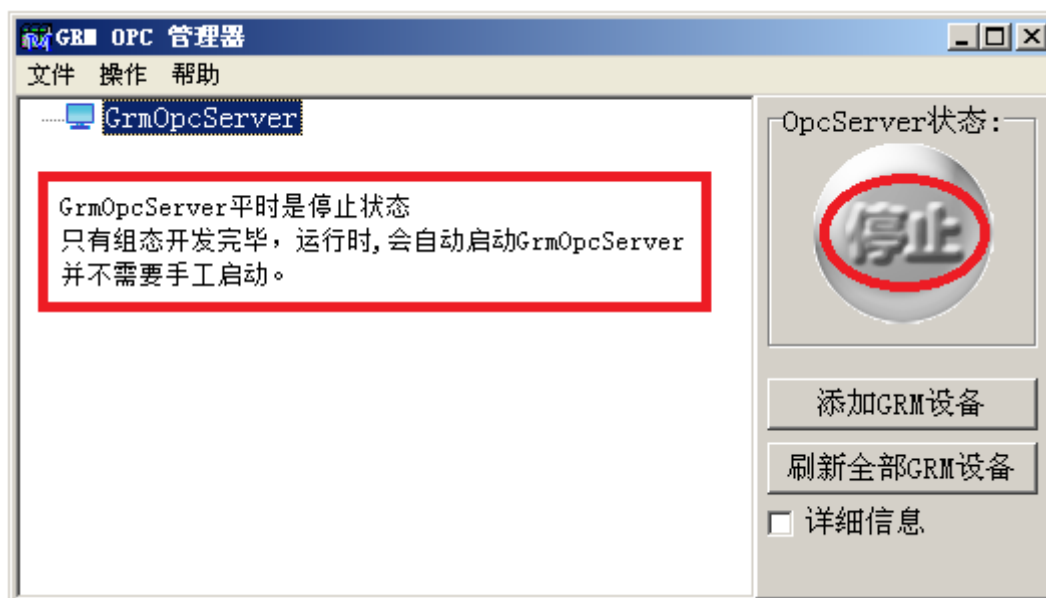 GRM OPC 管理器
文件 操作 帮助
GrmOpcServer
GrmOpcServer平时是停止状态
只有组态开发完毕，运行时,会自动启动GrmOpcServer
并不需要手工启动。
OpcServer状态:
停止
添加GRM设备
刷新全部GRM设备
详细信息